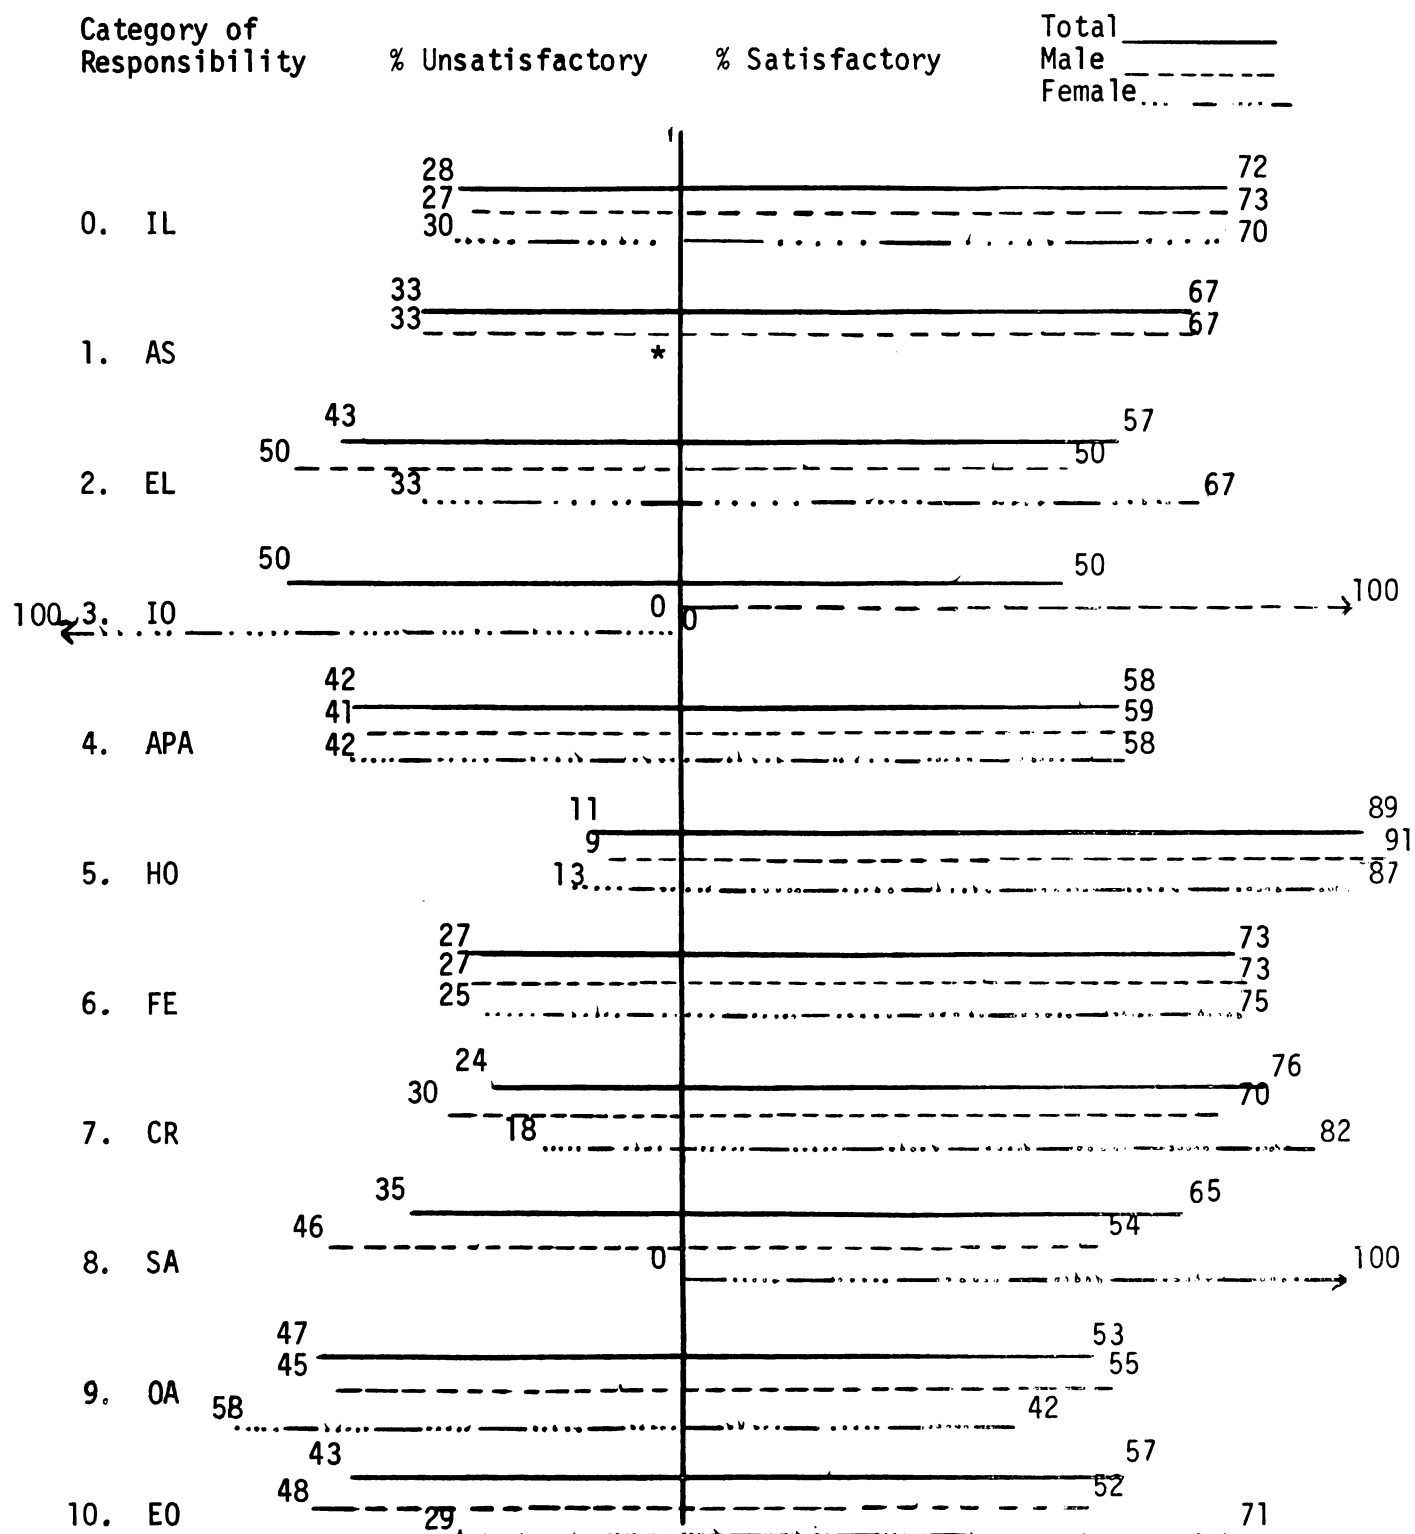 Category of Responsibility % Unsatisfactory % Satisfactory
Total
Male
Female
28 72
27 73
0. IL 30 70
33 67
33 67
1. AS *
43 57
50 50
2. EL 33 67
50 50
0 100
100 3. IO 0
42 58
41 59
4. APA 42 58
11 89
9 91
5. HO 13 87
27 73
27 73
6. FE 25 75
24 76
30 70
7. CR 18 82
35 65
46 54
8. SA 0 100
47 53
45 55
9. OA 58 42
43 57
48 52
10. EO 29 71